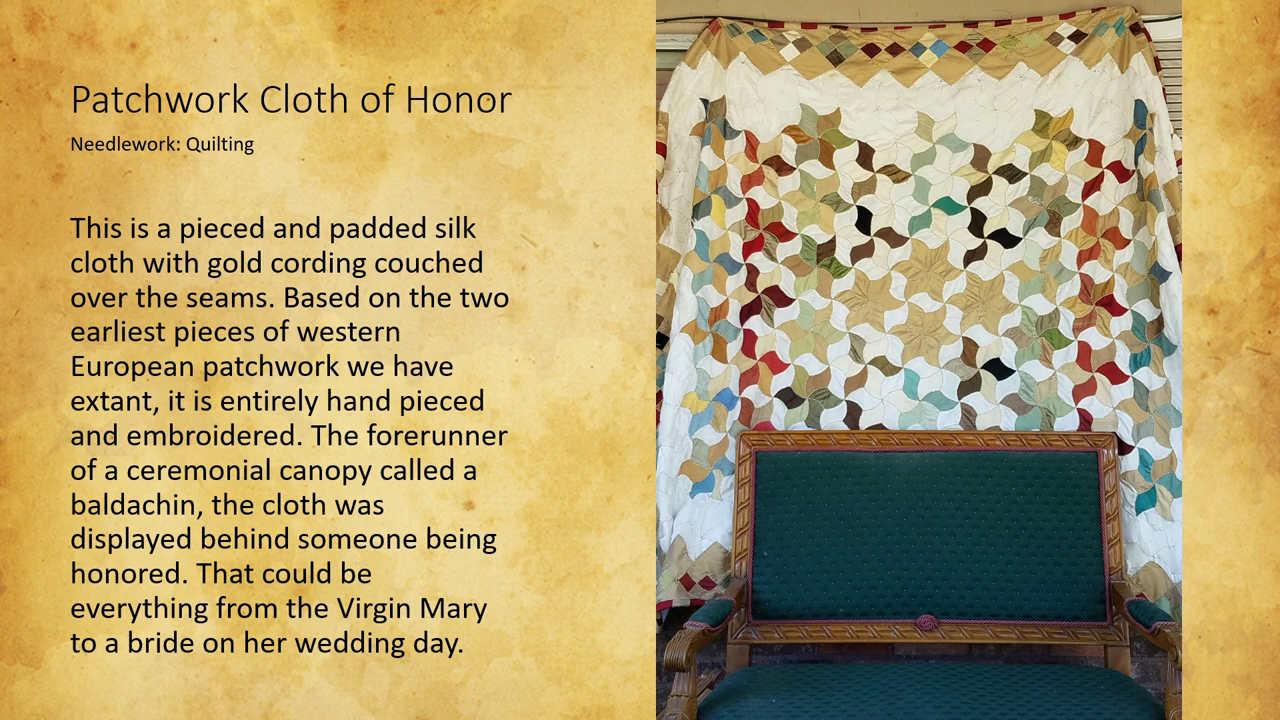 Patchwork Cloth of Honor
Needlework: Quilting
This is a pieced and padded silk
cloth with gold cording couched
over the seams. Based on the two
earliest pieces of western
European patchwork we have
extant, it is entirely hand pieced
and embroidered. The forerunner
of a ceremonial canopy called a
baldachin, the cloth was
displayed behind someone being
honored. That could be
everything from the Virgin Mary
to a bride on her wedding day.